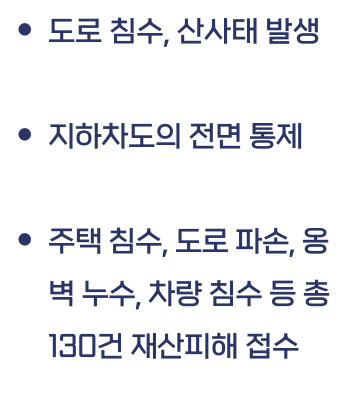 • 도로 침수, 산사태 발생
• 지하차도의 전면 통제
• 주택 침수, 도로 파손, 옹
벽 누수, 차량 침수 등 총
130건 재산피해 접수